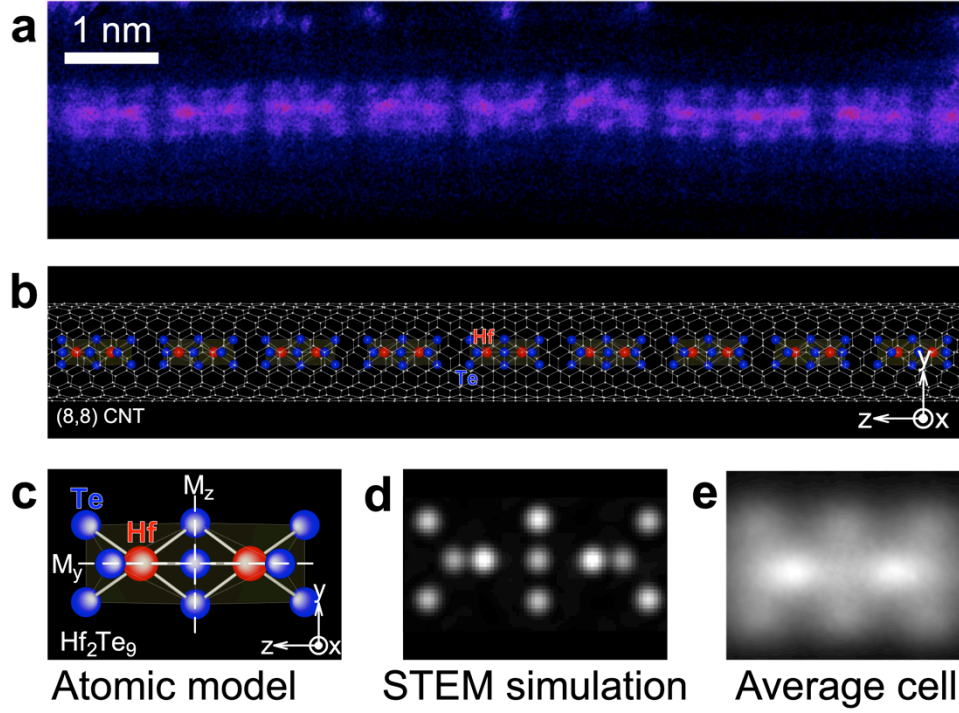 a
1 nm
b
Hf
Te
y
(8,8) CNT
z
x
c
Te
Mz
Hf
My
y
Hf2Te9
z
x
d
e
Atomic model
STEM simulation
Average cell